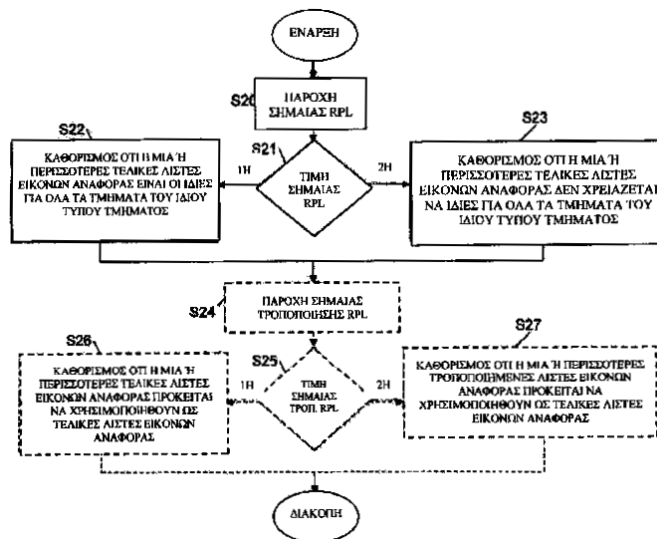 ΕΝΑΡΞΗ
S20
ΠΑΡΟΧΗ
ΣΗΜΑΙΑΣ RPL
S22
ΚΑΘΟΡΙΣΜΟΣ ΟΤΙ Η ΜΙΑ Ή
ΠΕΡΙΣΣΟΤΕΡΕΣ ΤΕΛΙΚΕΣ ΛΙΣΤΕΣ
ΕΙΚΟΝΩΝ ΑΝΑΦΟΡΑΣ ΕΙΝΑΙ ΟΙ ΙΔΙΕΣ
ΓΙΑ ΟΛΑ ΤΑ ΤΜΗΜΑΤΑ ΤΟΥ ΙΔΙΟΥ
ΤΥΠΟΥ ΤΜΗΜΑΤΟΣ
1Η
S21
ΤΙΜΗ
ΣΗΜΑΙΑΣ
RPL
2Η
S23
ΚΑΘΟΡΙΣΜΟΣ ΟΤΙ Η ΜΙΑ Ή
ΠΕΡΙΣΣΟΤΕΡΕΣ ΤΕΛΙΚΕΣ ΛΙΣΤΕΣ
ΕΙΚΟΝΩΝ ΑΝΑΦΟΡΑΣ ΔΕΝ ΧΡΕΙΑΖΕΤΑΙ
ΝΑ ΙΔΙΕΣ ΓΙΑ ΟΛΑ ΤΑ ΤΜΗΜΑΤΑ ΤΟΥ
ΙΔΙΟΥ ΤΥΠΟΥ ΤΜΗΜΑΤΟΣ
S24
ΠΑΡΟΧΗ ΣΗΜΑΙΑΣ
ΤΡΟΠΟΠΟΙΗΣΗΣ RPL
S26
ΚΑΘΟΡΙΣΜΟΣ ΟΤΙ Η ΜΙΑ Ή
ΠΕΡΙΣΣΟΤΕΡΕΣ ΤΕΛΙΚΕΣ ΛΙΣΤΕΣ
ΕΙΚΟΝΩΝ ΑΝΑΦΟΡΑΣ ΠΡΟΚΕΙΤΑΙ
ΝΑ ΧΡΗΣΙΜΟΠΟΙΗΘΟΥΝ ΩΣ
ΤΕΛΙΚΕΣ ΛΙΣΤΕΣ ΕΙΚΟΝΩΝ
ΑΝΑΦΟΡΑΣ
1Η
S25
ΤΙΜΗ
ΣΗΜΑΙΑΣ
ΤΡΟΠ. RPL
2Η
S27
ΚΑΘΟΡΙΣΜΟΣ ΟΤΙ Η ΜΙΑ Ή ΠΕΡΙΣΣΟΤΕΡΕΣ
ΤΡΟΠΟΠΟΙΗΜΕΝΕΣ ΛΙΣΤΕΣ ΕΙΚΟΝΩΝ
ΑΝΑΦΟΡΑΣ ΠΡΟΚΕΙΤΑΙ ΝΑ
ΧΡΗΣΙΜΟΠΟΙΗΘΟΥΝ ΩΣ ΤΕΛΙΚΕΣ ΛΙΣΤΕΣ
ΕΙΚΟΝΩΝ ΑΝΑΦΟΡΑΣ
ΔΙΑΚΟΠΗ